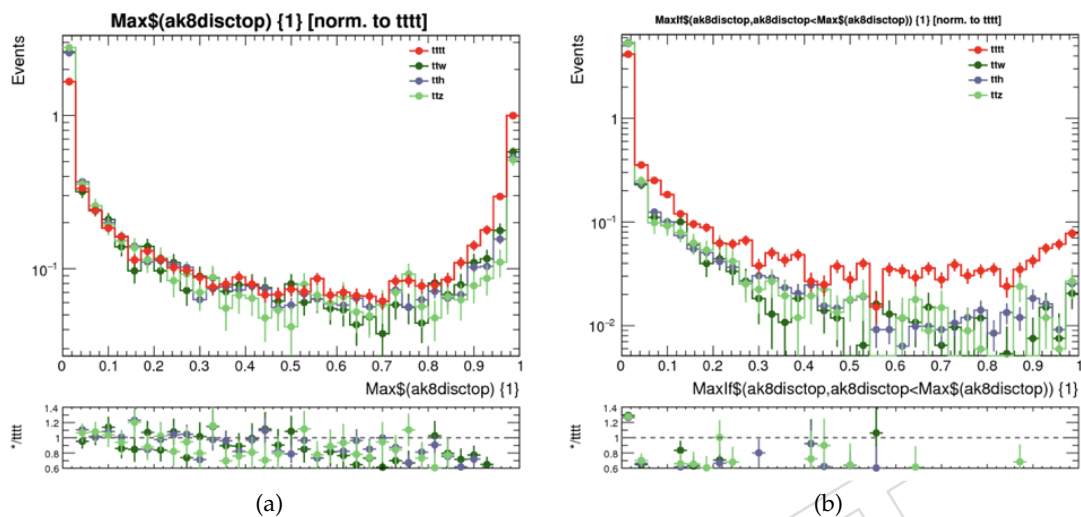 Max$(ak8disctop) {1} [norm. to tttt]
Events
tttt
ttw
tth
ttz
1
10⁻¹
0 0.1 0.2 0.3 0.4 0.5 0.6 0.7 0.8 0.9 1
Max$(ak8disctop) {1}
*/tttt
1.4
1.2
1
0.8
0.6
(a)
MaxIf$(ak8disctop,ak8disctop<Max$(ak8disctop)) {1} [norm. to tttt]
Events
tttt
ttw
tth
ttz
1
10⁻¹
10⁻²
0 0.1 0.2 0.3 0.4 0.5 0.6 0.7 0.8 0.9 1
MaxIf$(ak8disctop,ak8disctop<Max$(ak8disctop)) {1}
*/tttt
1.4
1.2
1
0.8
0.6
(b)